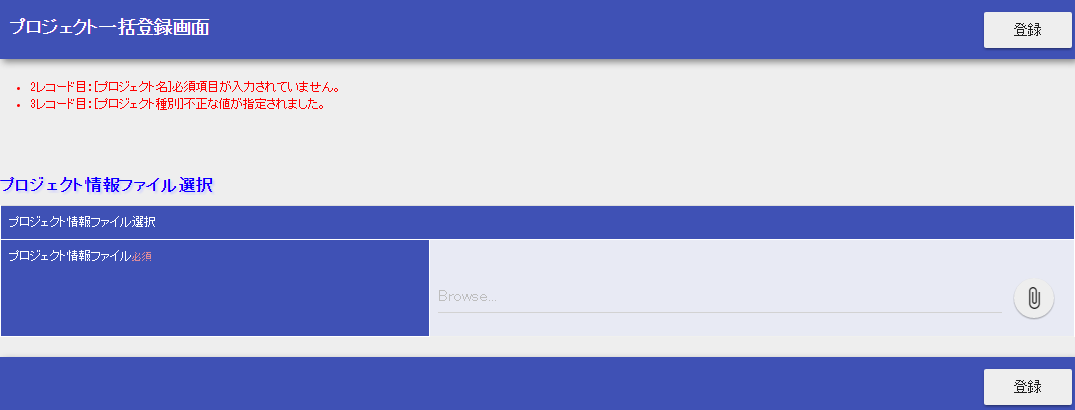 プロジェクト一括登録画面
登録
2レコード目：[プロジェクト名]必須項目が入力されていません。
3レコード目：[プロジェクト種別]不正な値が指定されました。
プロジェクト情報ファイル選択
プロジェクト情報ファイル選択
プロジェクト情報ファイル必須
Browse...
登録